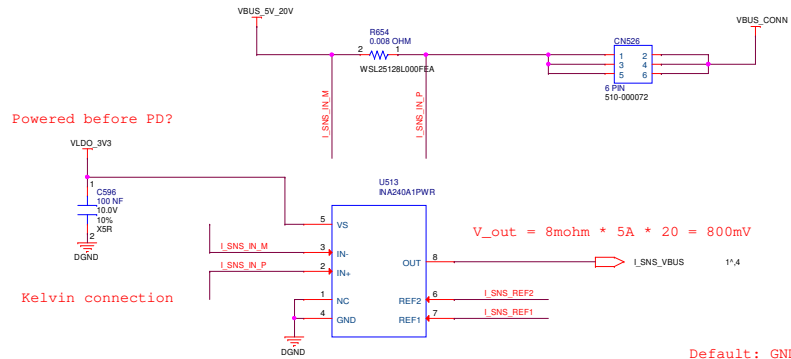 VBUS_5V_20V
VBUS_CONN
R654
0.008 OHM
2 1
WSL25128L000FEA
CN526
1 2
3 4
5 6
6 PIN
510-000072
I_SNS_IN_M
I_SNS_IN_P
Powered before PD?
VLDO_3V3
1
C596
100 NF
10.0V
10%
X5R
2
DGND
U513
INA240A1PWR
5 VS
V_out = 8mohm * 5A * 20 = 800mV
I_SNS_IN_M 3 IN-
I_SNS_IN_P 2 IN+
OUT 8 I_SNS_VBUS 1^,4
Kelvin connection
1 NC
REF2 6 I_SNS_REF2
4 GND
REF1 7 I_SNS_REF1
DGND
Default: